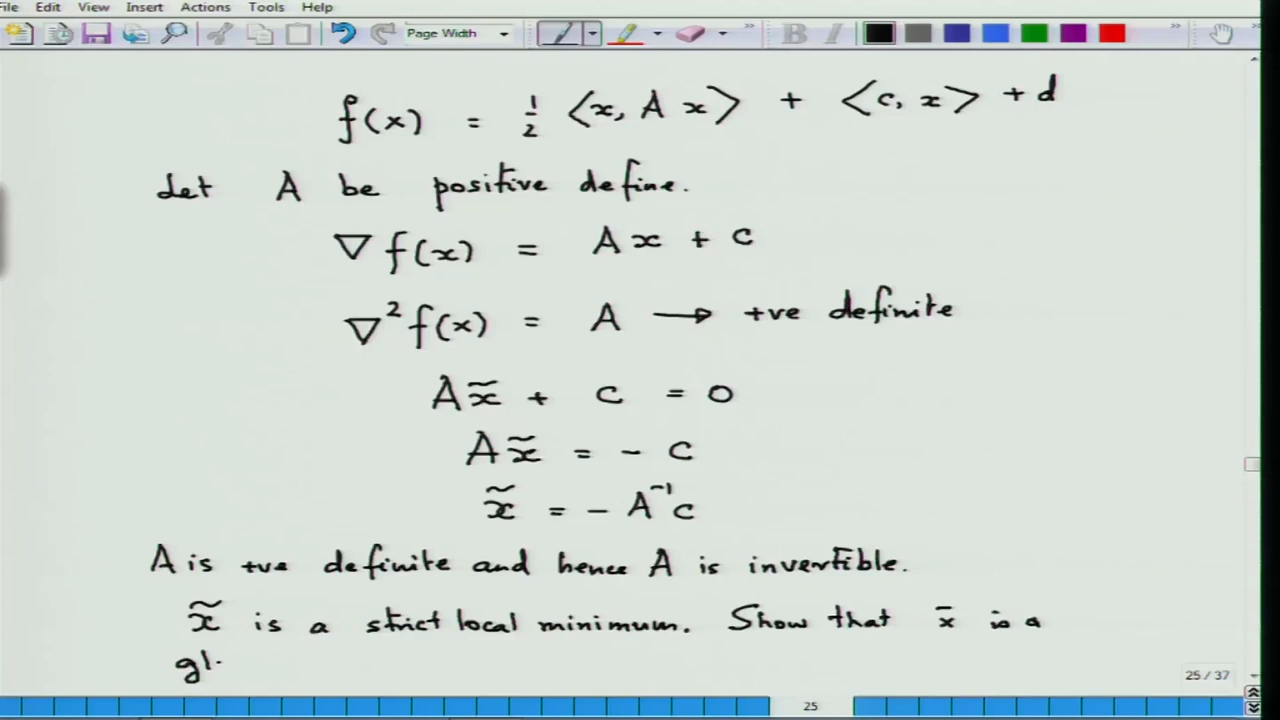 File Edit View Insert Actions Tools Help
Page Width
f(x) = 1/2 ⟨x, A x⟩ + ⟨c, x⟩ + d
Let A be positive define.
∇f(x) = Ax + c
∇²f(x) = A → +ve definite
Ax̃ + c = 0
Ax̃ = - c
x̃ = - A⁻¹c
A is +ve definite and hence A is invertible.
x̃ is a strict local minimum. Show that x̄ is a
gl.
25 / 37
25